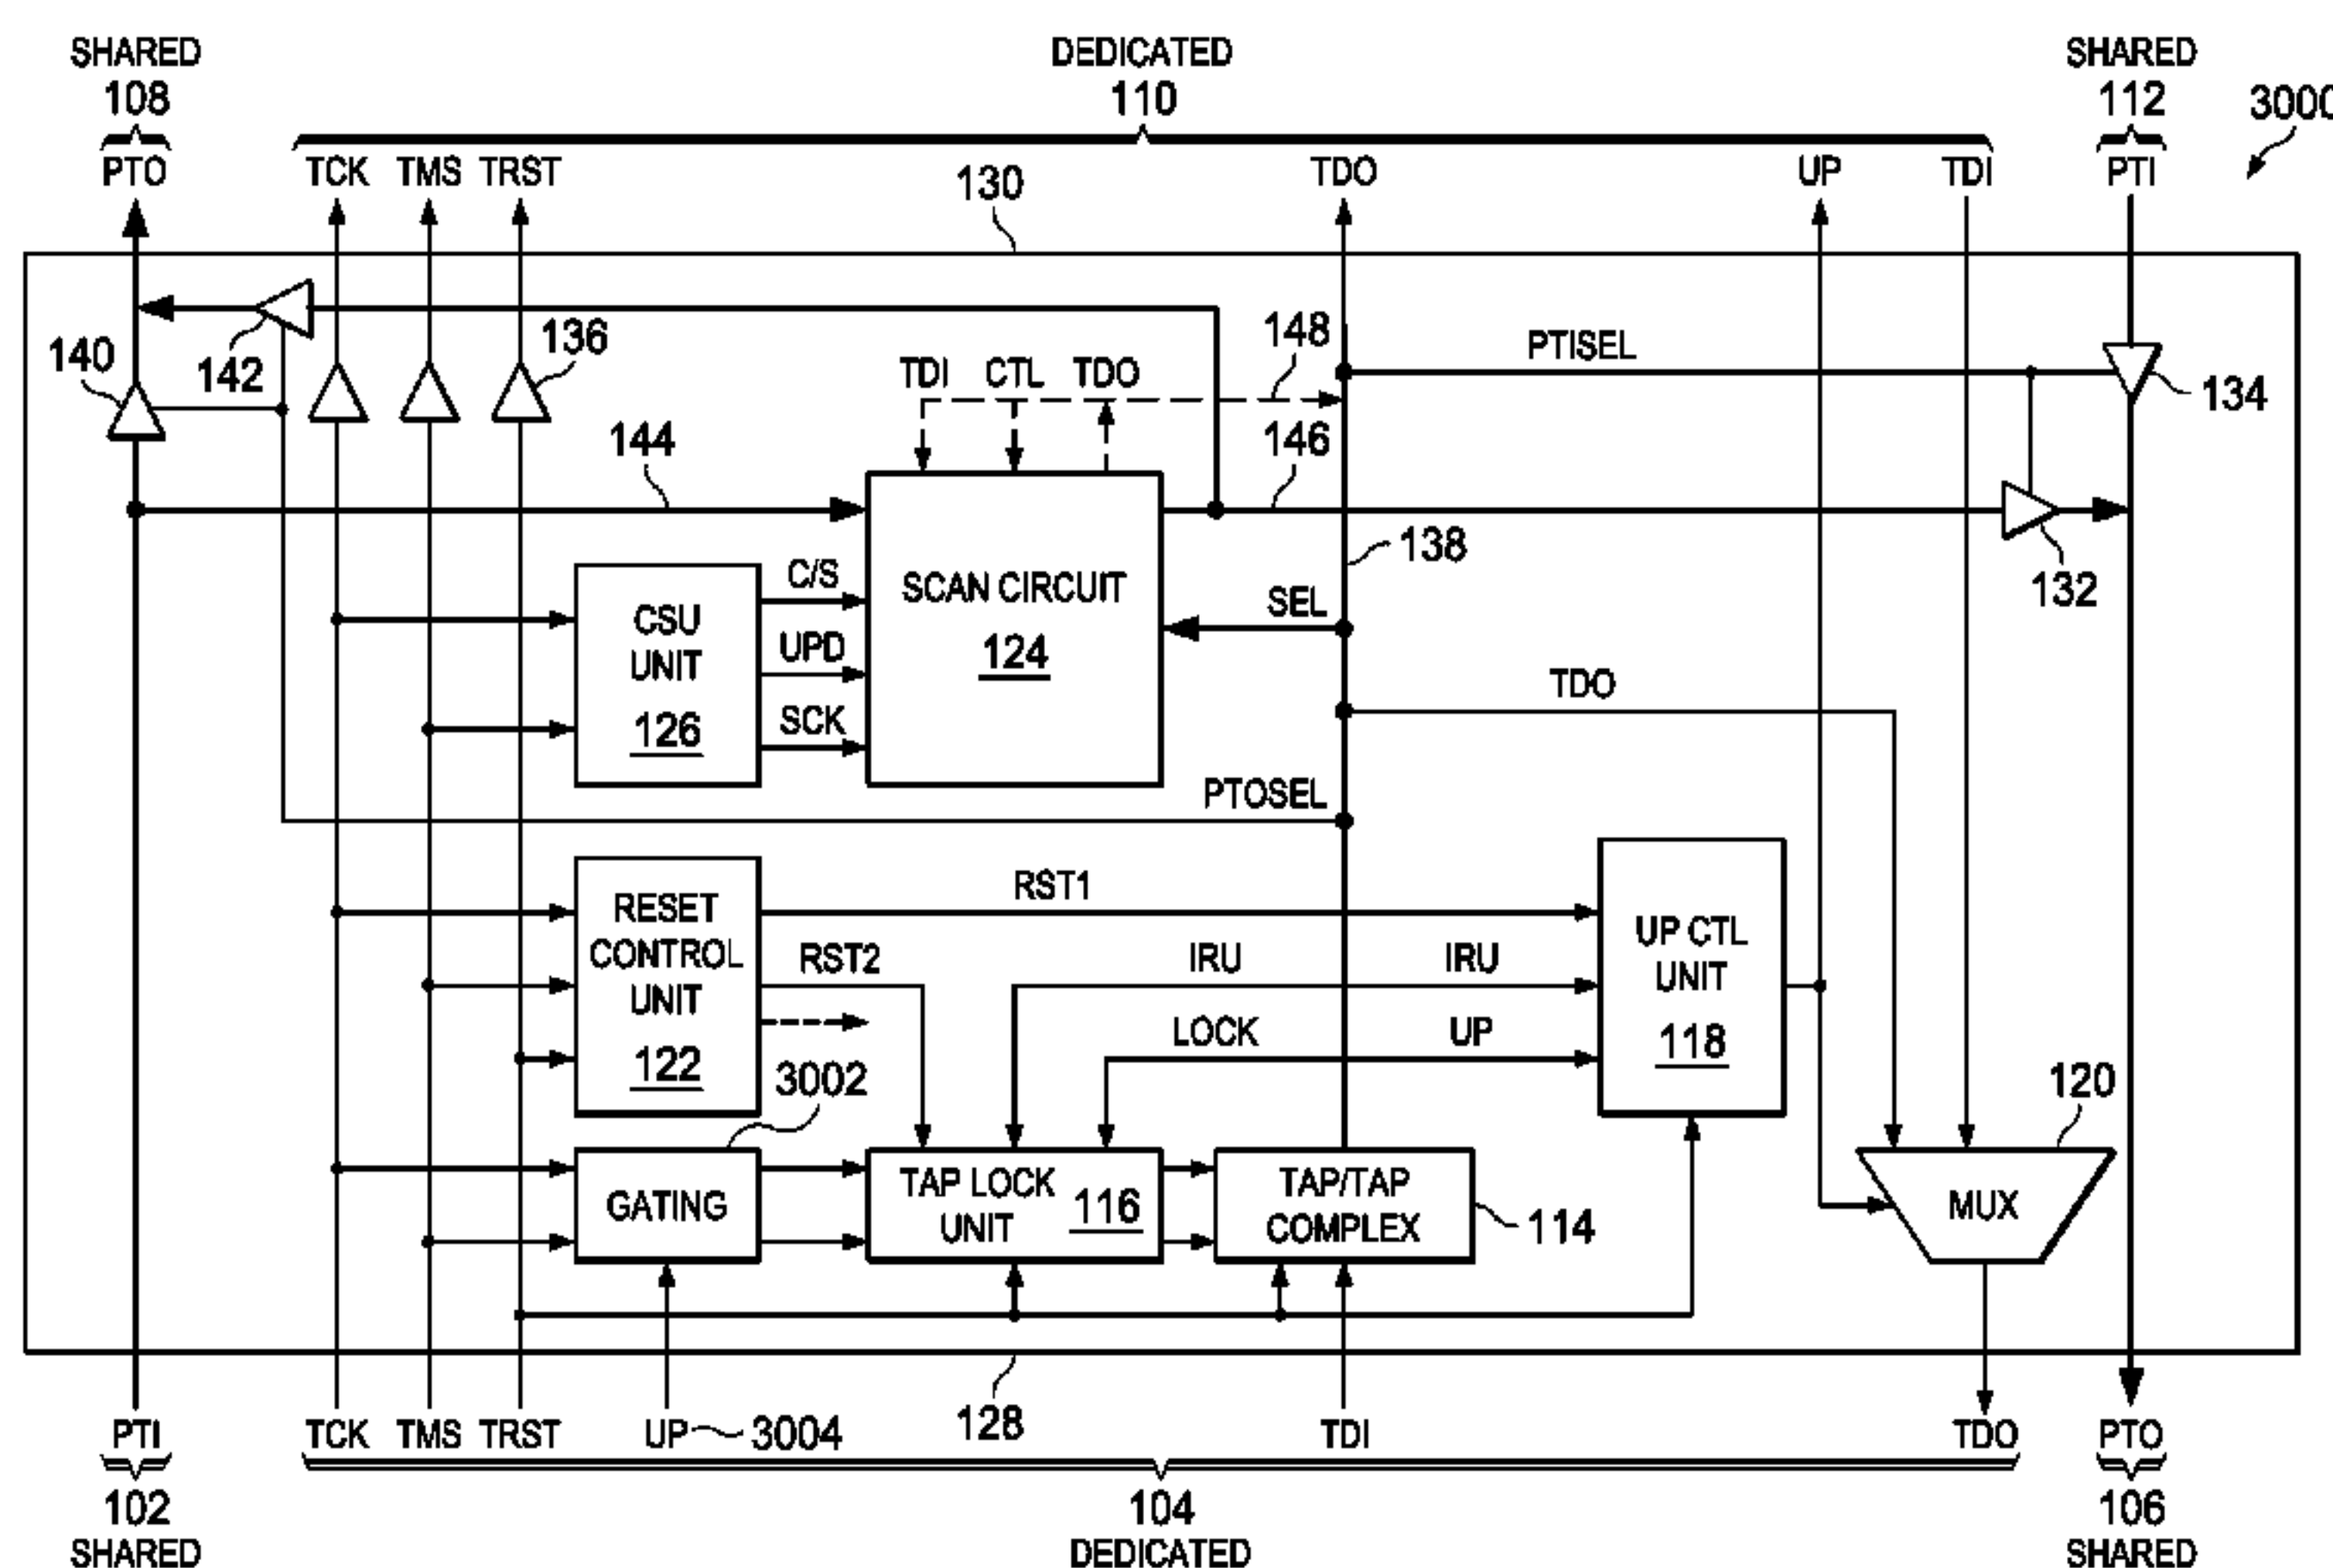 SHARED DEDICATED SHARED
108 110 112 3000
PTO TCK TMS TRST TDO UP TDI PTI
130
136 148 PTISEL
140 142 TDI CTL TDO 134
144 146
C/S 138
CSU UNIT 126
SCAN CIRCUIT 124
SEL 132
UPD
TDO
SCK
PTOSEL
RESET CONTROL UNIT 122
RST1
UP CTL UNIT 118
RST2 IRU IRU
LOCK UP
3002 120
GATING
TAP LOCK UNIT 116
TAP/TAP COMPLEX
114
MUX
128
PTI TCK TMS TRST UP 3004 TDI TDO PTO
102 104 106
SHARED DEDICATED SHARED